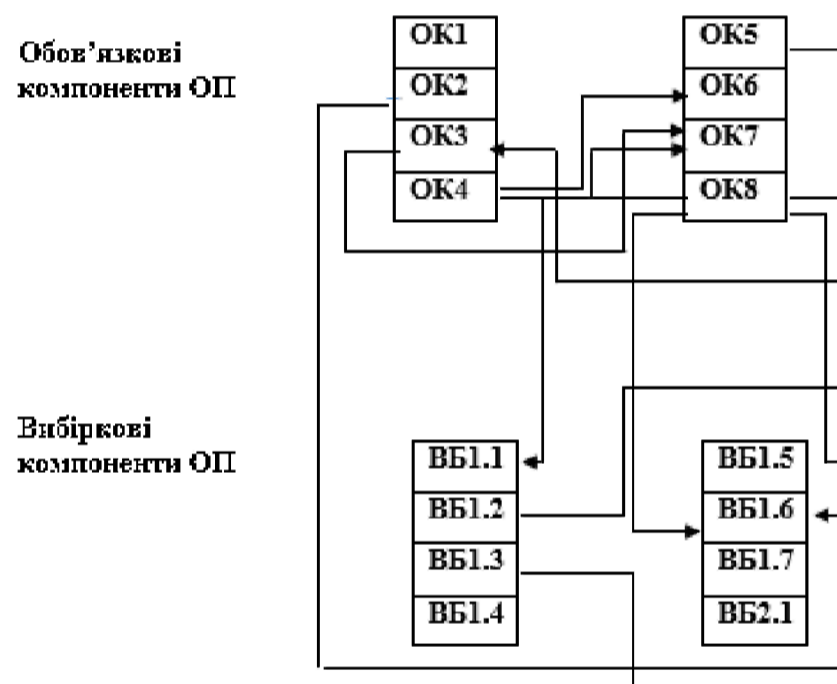 Обов’язкові
компоненти ОП
ОК1
ОК2
ОК3
ОК4
ОК5
ОК6
ОК7
ОК8
Вибіркові
компоненти ОП
ВБ1.1
ВБ1.2
ВБ1.3
ВБ1.4
ВБ1.5
ВБ1.6
ВБ1.7
ВБ2.1